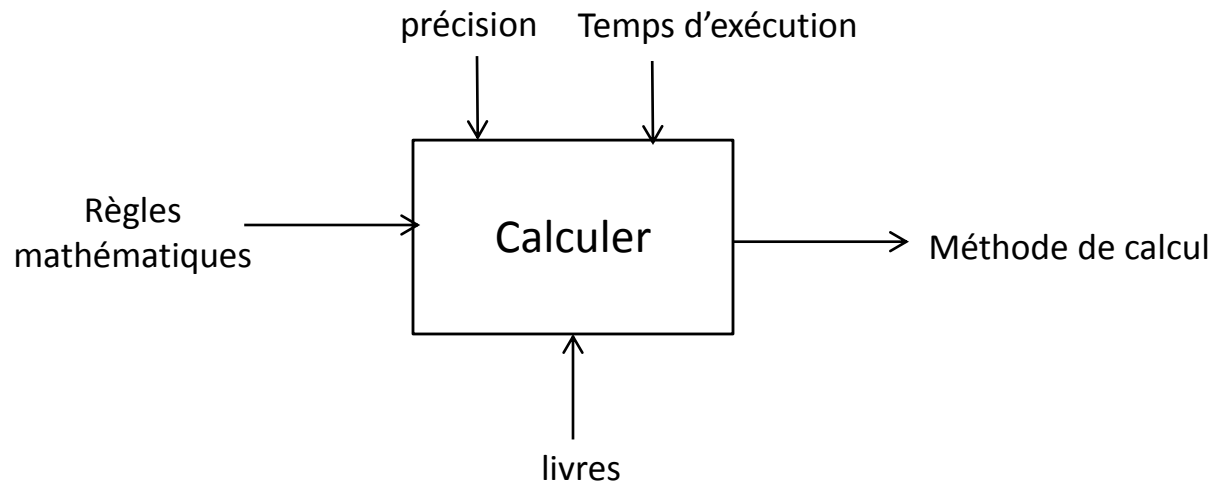 précision
Temps d’exécution
Règles
mathématiques
Calculer
Méthode de calcul
livres